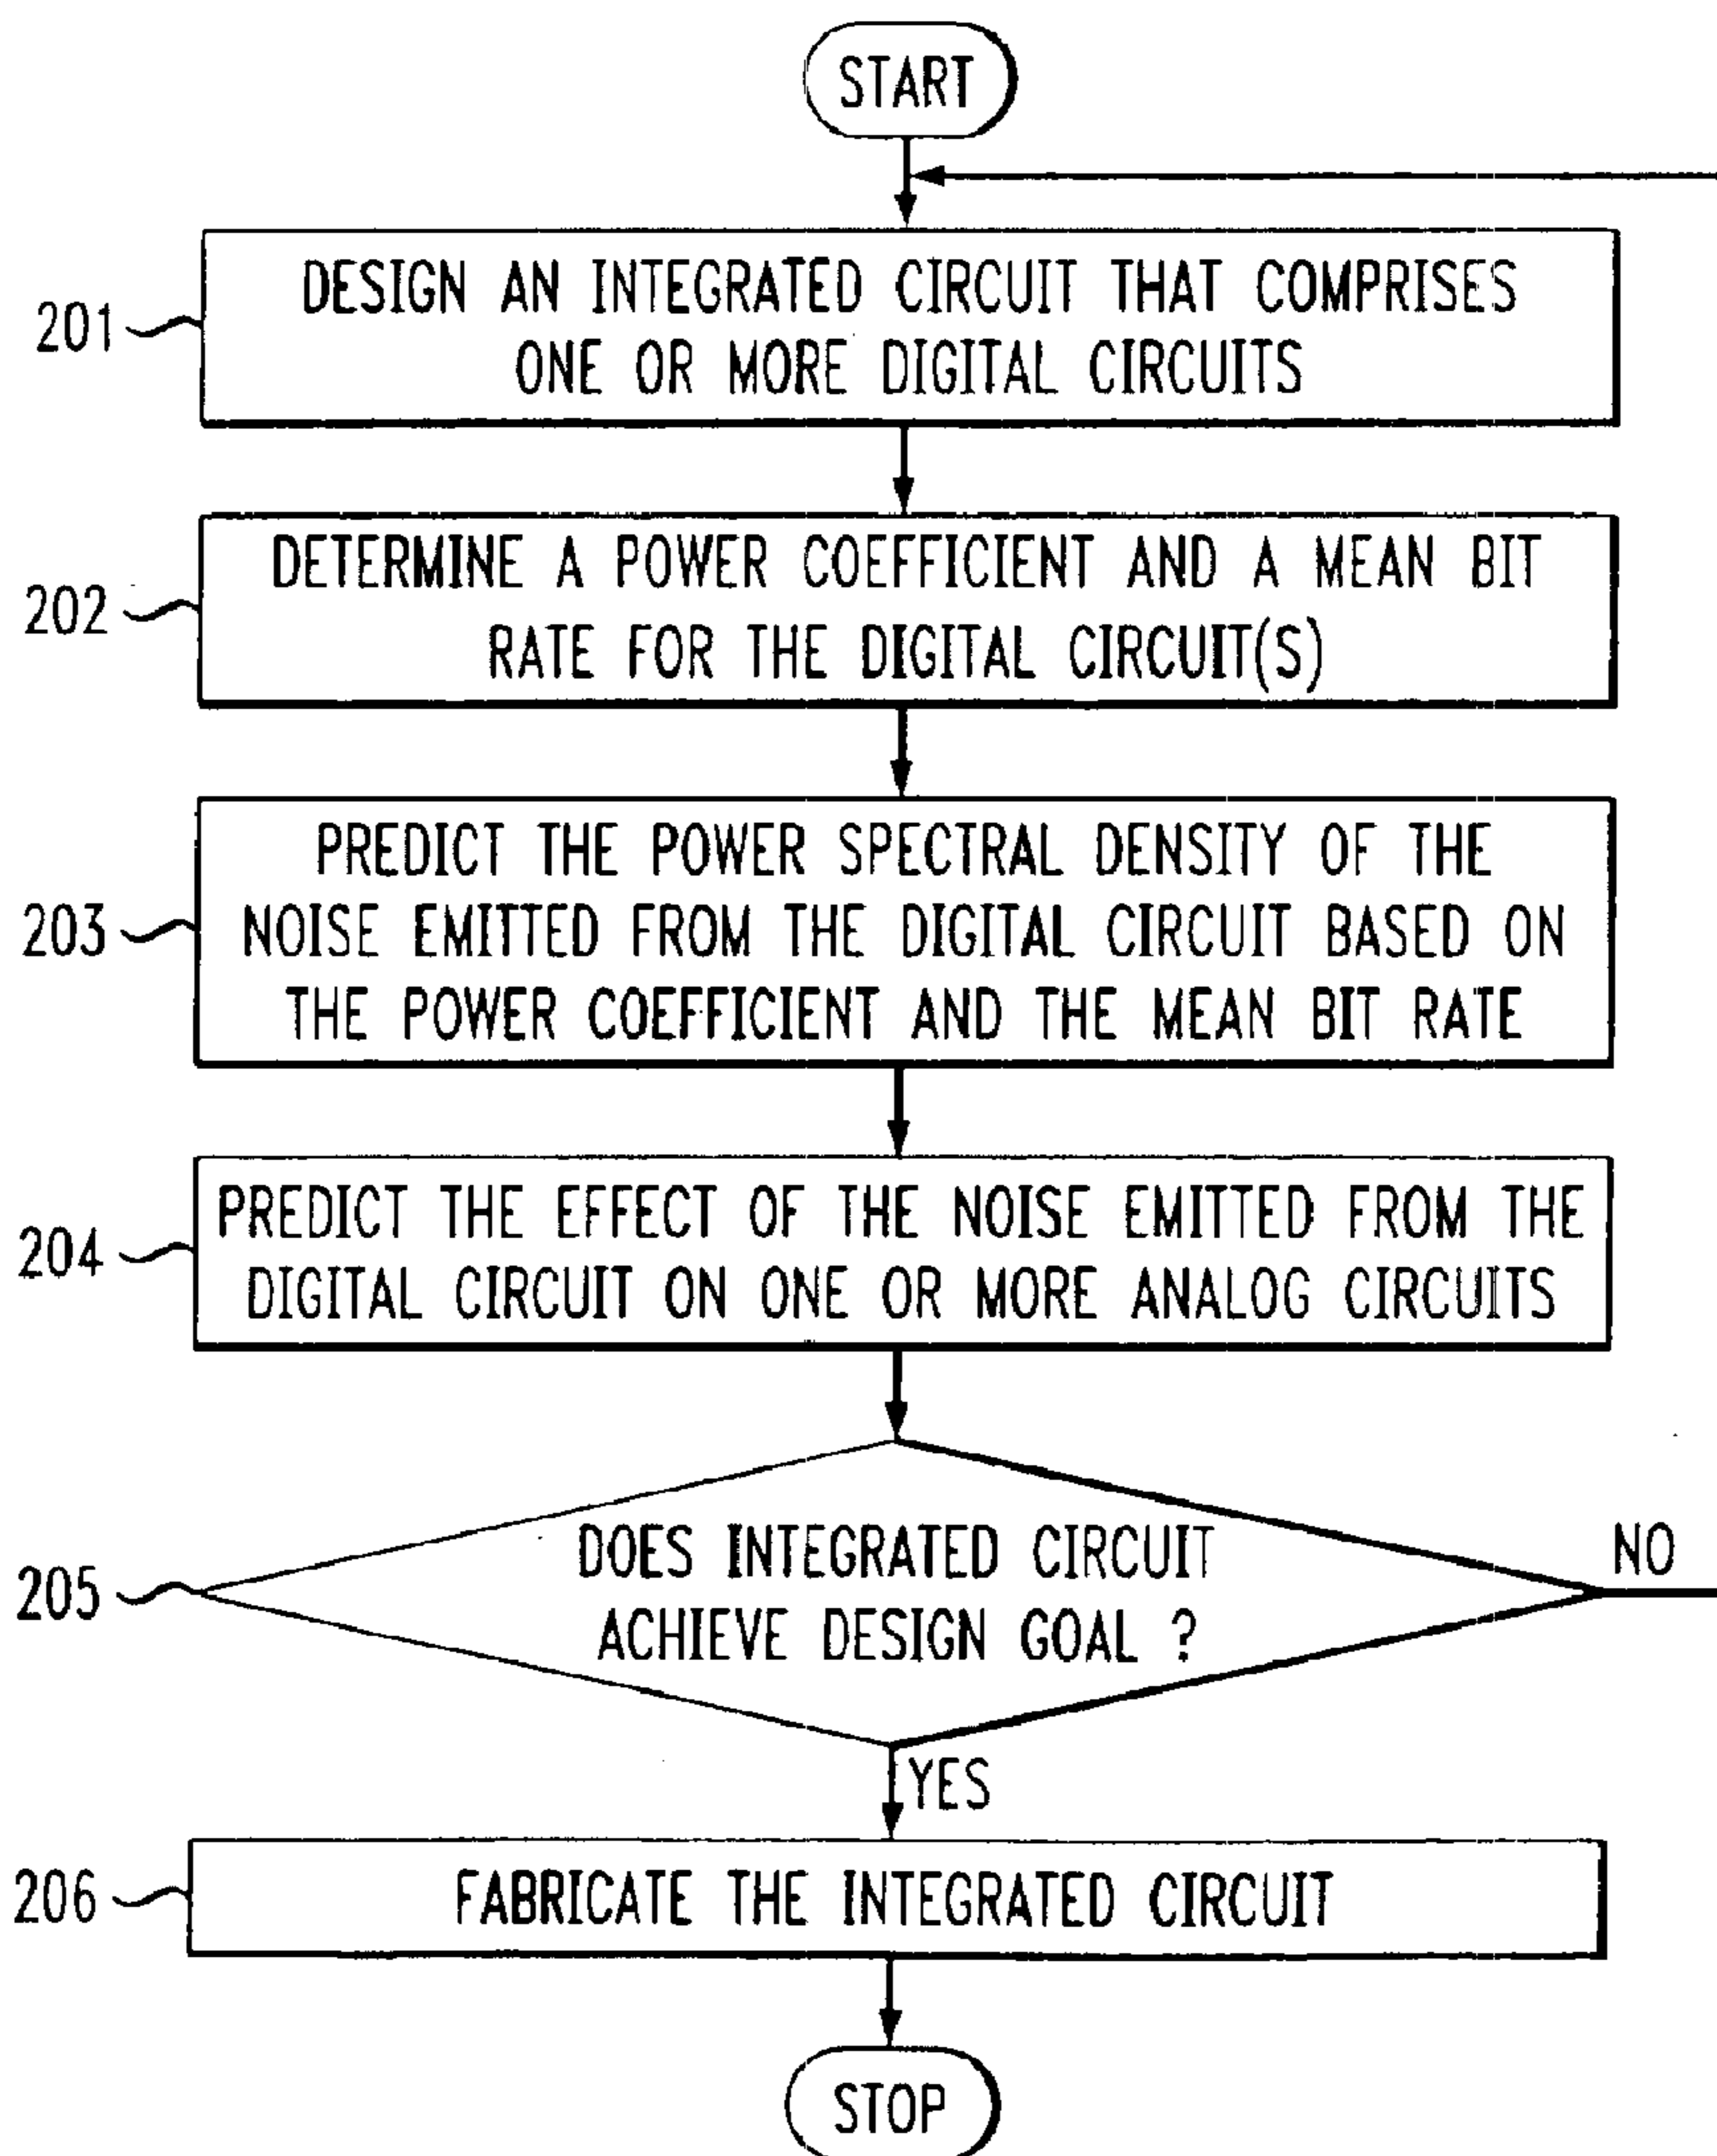 START
201
DESIGN AN INTEGRATED CIRCUIT THAT COMPRISES
ONE OR MORE DIGITAL CIRCUITS
202
DETERMINE A POWER COEFFICIENT AND A MEAN BIT
RATE FOR THE DIGITAL CIRCUIT(S)
203
PREDICT THE POWER SPECTRAL DENSITY OF THE
NOISE EMITTED FROM THE DIGITAL CIRCUIT BASED ON
THE POWER COEFFICIENT AND THE MEAN BIT RATE
204
PREDICT THE EFFECT OF THE NOISE EMITTED FROM THE
DIGITAL CIRCUIT ON ONE OR MORE ANALOG CIRCUITS
205
DOES INTEGRATED CIRCUIT
ACHIEVE DESIGN GOAL ?
NO
YES
206
FABRICATE THE INTEGRATED CIRCUIT
STOP